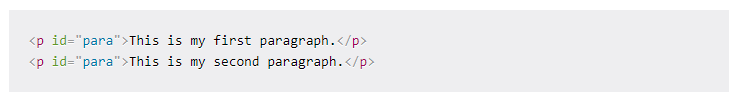 <p id="para">This is my first paragraph.</p>
<p id="para">This is my second paragraph.</p>